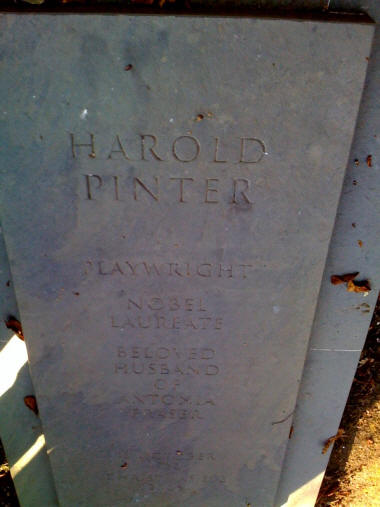 HAROLD
PINTER
PLAYWRIGHT
NOBEL
LAUREATE
BELOVED
HUSBAND
OF
ANTONIA
FRASER